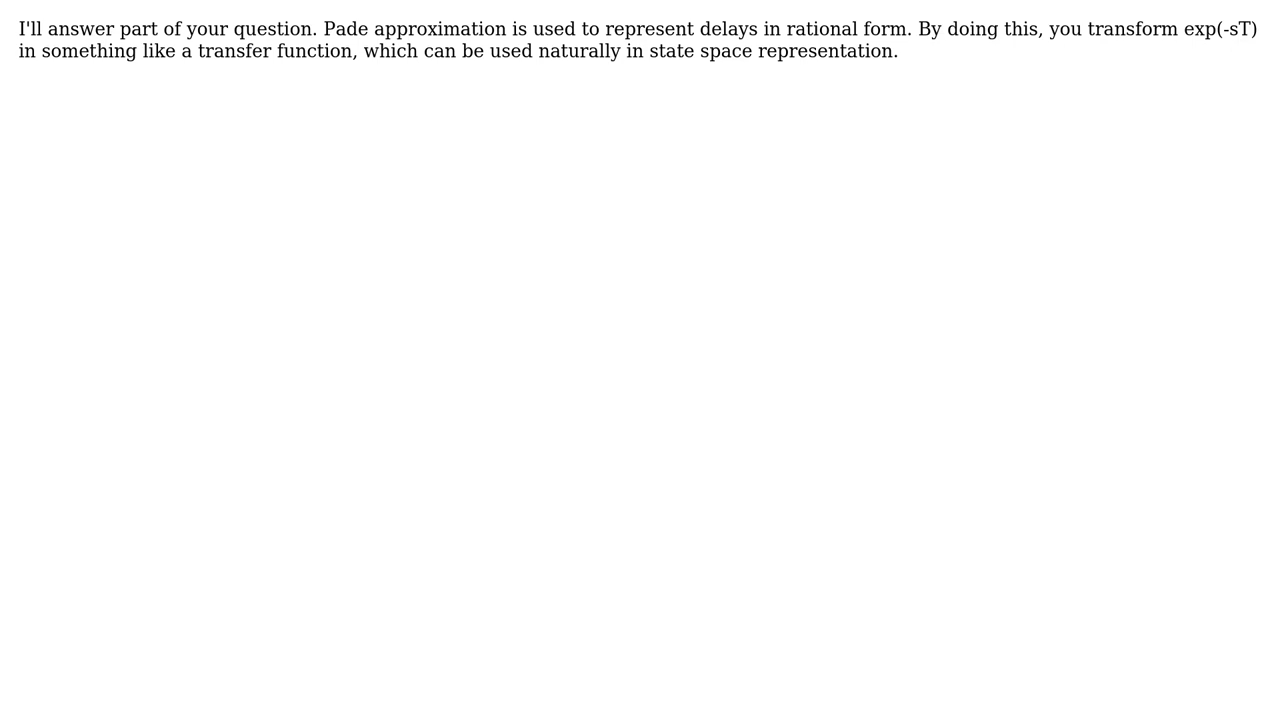 I'll answer part of your question. Pade approximation is used to represent delays in rational form. By doing this, you transform exp(-sT)
in something like a transfer function, which can be used naturally in state space representation.